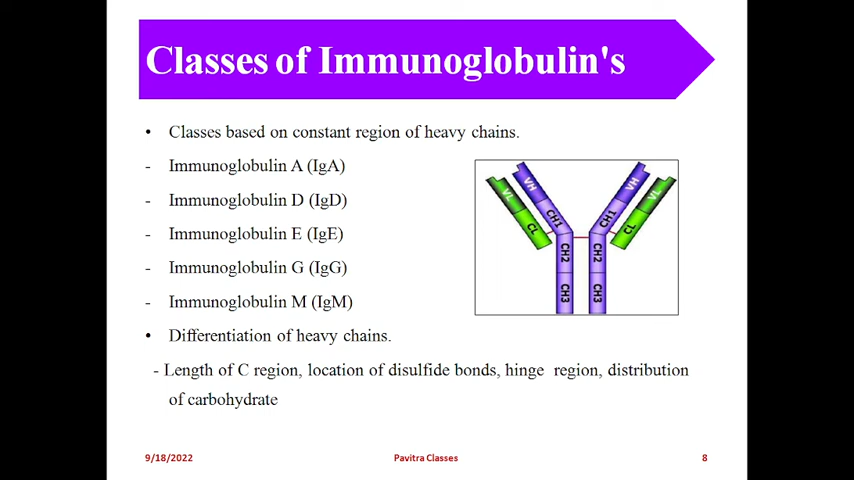 Classes of Immunoglobulin's
• Classes based on constant region of heavy chains.
- Immunoglobulin A (IgA)
- Immunoglobulin D (IgD)
- Immunoglobulin E (IgE)
- Immunoglobulin G (IgG)
- Immunoglobulin M (IgM)
• Differentiation of heavy chains.
- Length of C region, location of disulfide bonds, hinge region, distribution
of carbohydrate
VL
VH
CH1
CL
CH2
CH3
VH
VL
CH1
CL
CH2
CH3
9/18/2022
Pavitra Classes
8